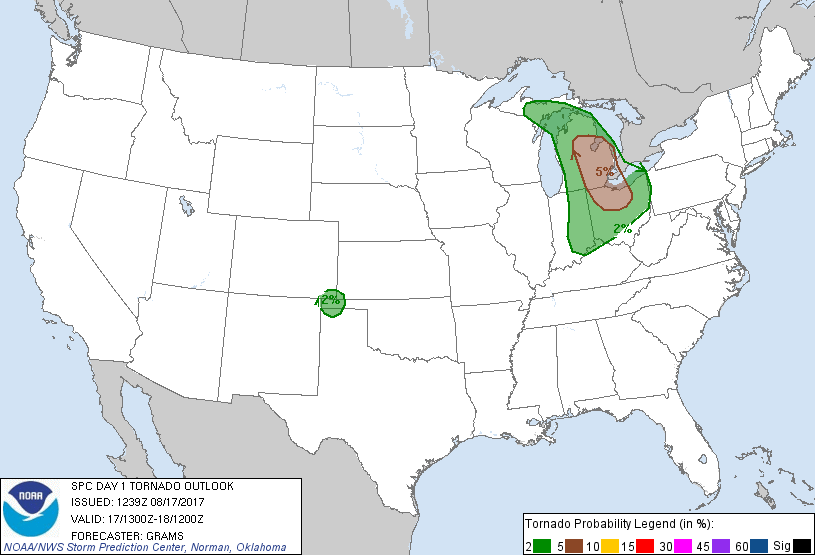 5%
2%
2%
NOAA
SPC DAY 1 TORNADO OUTLOOK
ISSUED: 1239Z 08/17/2017
VALID: 17/1300Z-18/1200Z
FORECASTER: GRAMS
NOAA/NWS Storm Prediction Center, Norman, Oklahoma
Tornado Probability Legend (in %):
2 5 10 15 30 45 60 Sig